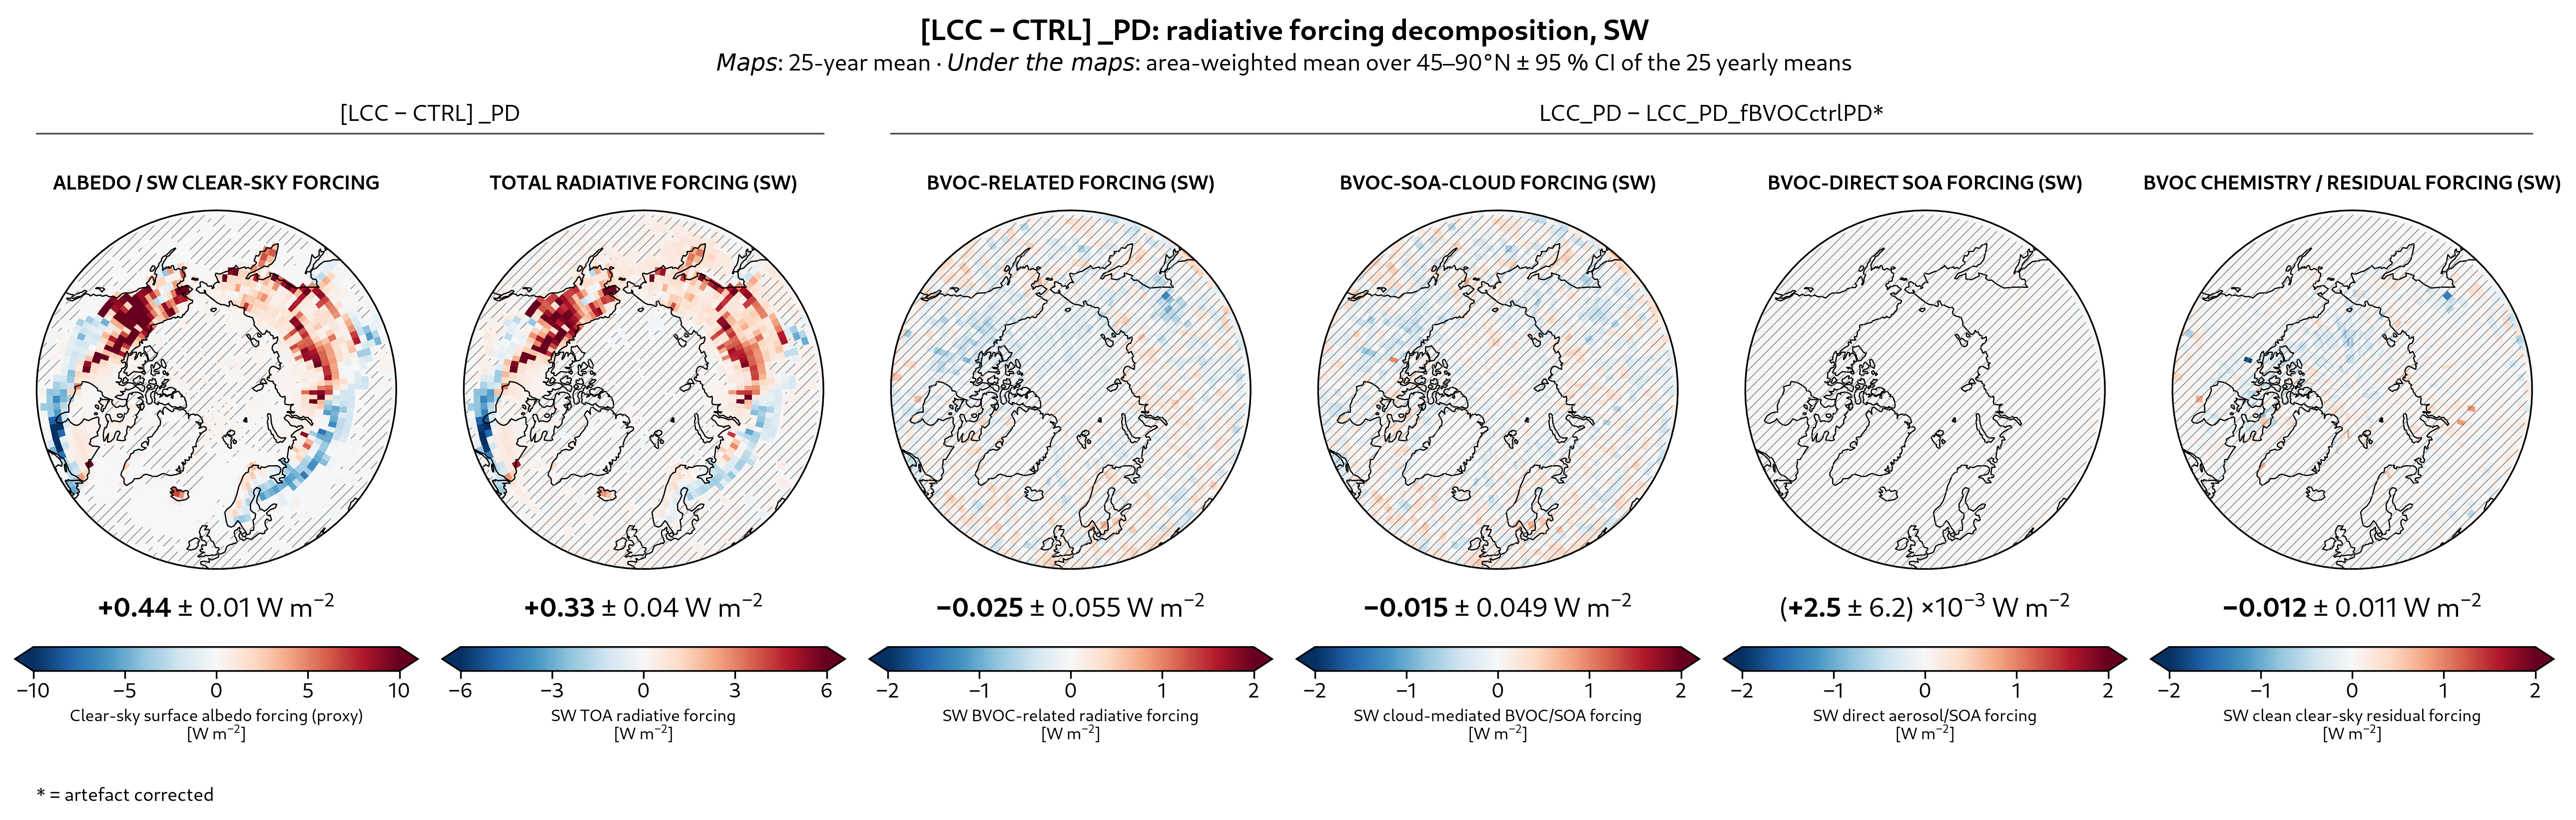 [LCC − CTRL] _PD: radiative forcing decomposition, SW
Maps: 25-year mean · Under the maps: area-weighted mean over 45–90°N ± 95 % CI of the 25 yearly means
[LCC − CTRL] _PD
LCC_PD − LCC_PD_fBVOCctrlPD*
ALBEDO / SW CLEAR-SKY FORCING
TOTAL RADIATIVE FORCING (SW)
BVOC-RELATED FORCING (SW)
BVOC-SOA-CLOUD FORCING (SW)
BVOC-DIRECT SOA FORCING (SW)
BVOC CHEMISTRY / RESIDUAL FORCING (SW)
+0.44 ± 0.01 W m⁻²
+0.33 ± 0.04 W m⁻²
−0.025 ± 0.055 W m⁻²
−0.015 ± 0.049 W m⁻²
(+2.5 ± 6.2) ×10⁻³ W m⁻²
−0.012 ± 0.011 W m⁻²
−10 −5 0 5 10
−6 −3 0 3 6
−2 −1 0 1 2
−2 −1 0 1 2
−2 −1 0 1 2
−2 −1 0 1 2
Clear-sky surface albedo forcing (proxy)
[W m⁻²]
SW TOA radiative forcing
[W m⁻²]
SW BVOC-related radiative forcing
[W m⁻²]
SW cloud-mediated BVOC/SOA forcing
[W m⁻²]
SW direct aerosol/SOA forcing
[W m⁻²]
SW clean clear-sky residual forcing
[W m⁻²]
* = artefact corrected